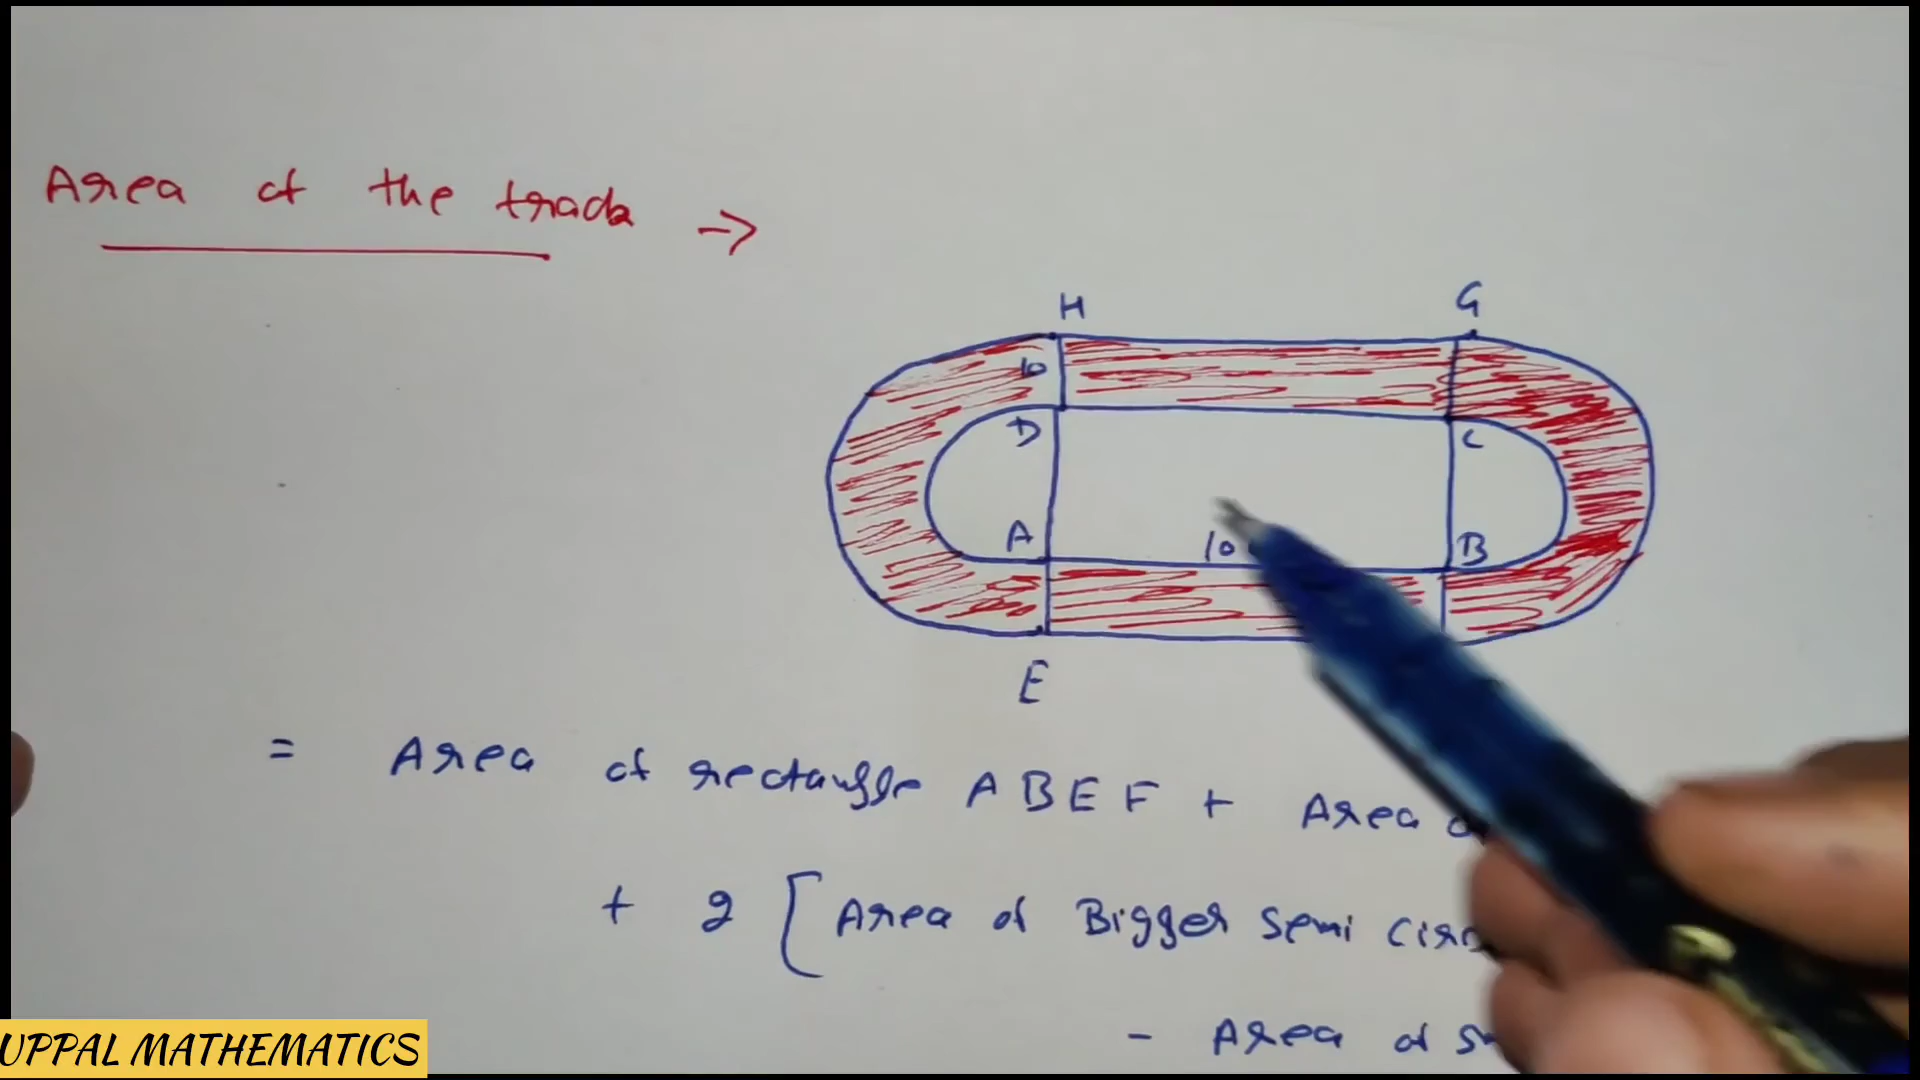 Area of the track →
H G
10
D C
A 10 B
E
= Area of rectangle ABEF + Area
+ 2 [ Area of Bigger semi
- Area of
UPPAL MATHEMATICS